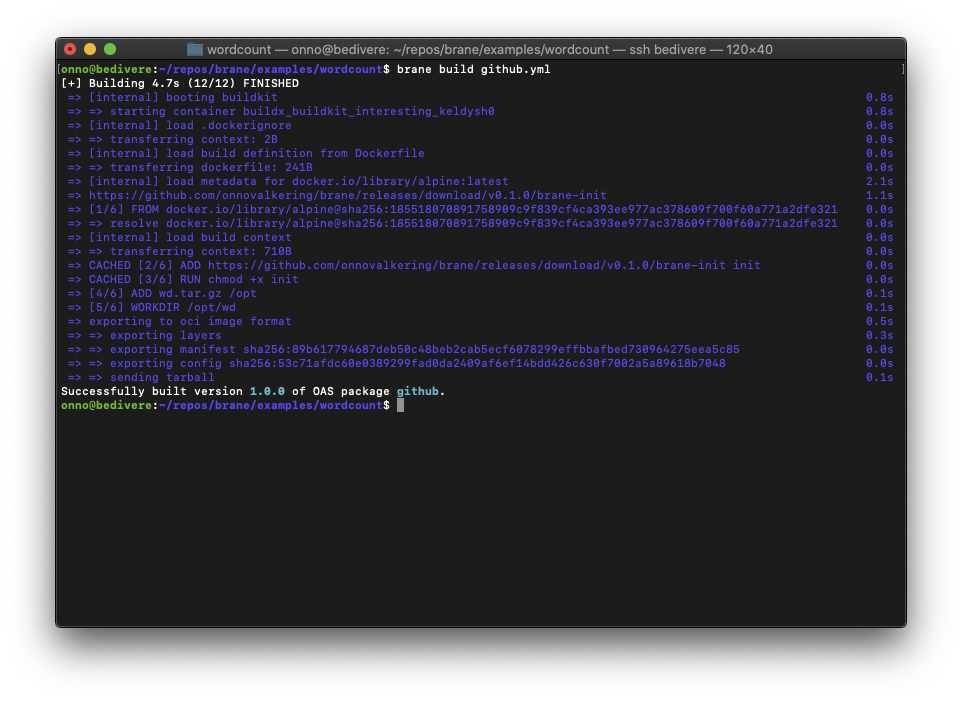 wordcount — onno@bedivere: ~/repos/brane/examples/wordcount — ssh bedivere — 120×40
[onno@bedivere:~/repos/brane/examples/wordcount$ brane build github.yml ]
[+] Building 4.7s (12/12) FINISHED
=> [internal] booting buildkit 0.8s
=> => starting container buildx_buildkit_interesting_keldysh0 0.8s
=> [internal] load .dockerignore 0.0s
=> => transferring context: 2B 0.0s
=> [internal] load build definition from Dockerfile 0.0s
=> => transferring dockerfile: 241B 0.0s
=> [internal] load metadata for docker.io/library/alpine:latest 2.1s
=> https://github.com/onnovalkering/brane/releases/download/v0.1.0/brane-init 1.1s
=> [1/6] FROM docker.io/library/alpine@sha256:185518070891758909c9f839cf4ca393ee977ac378609f700f60a771a2dfe321 0.0s
=> => resolve docker.io/library/alpine@sha256:185518070891758909c9f839cf4ca393ee977ac378609f700f60a771a2dfe321 0.0s
=> [internal] load build context 0.0s
=> => transferring context: 710B 0.0s
=> CACHED [2/6] ADD https://github.com/onnovalkering/brane/releases/download/v0.1.0/brane-init init 0.0s
=> CACHED [3/6] RUN chmod +x init 0.0s
=> [4/6] ADD wd.tar.gz /opt 0.1s
=> [5/6] WORKDIR /opt/wd 0.1s
=> exporting to oci image format 0.5s
=> => exporting layers 0.3s
=> => exporting manifest sha256:89b617794687deb50c48beb2cab5ecf6078299effbbafbed730964275eea5c85 0.0s
=> => exporting config sha256:53c71afdc60e0389299fad0da2409af6ef14bdd426c630f7002a5a89618b7048 0.0s
=> => sending tarball 0.1s
Successfully built version 1.0.0 of OAS package github.
onno@bedivere:~/repos/brane/examples/wordcount$